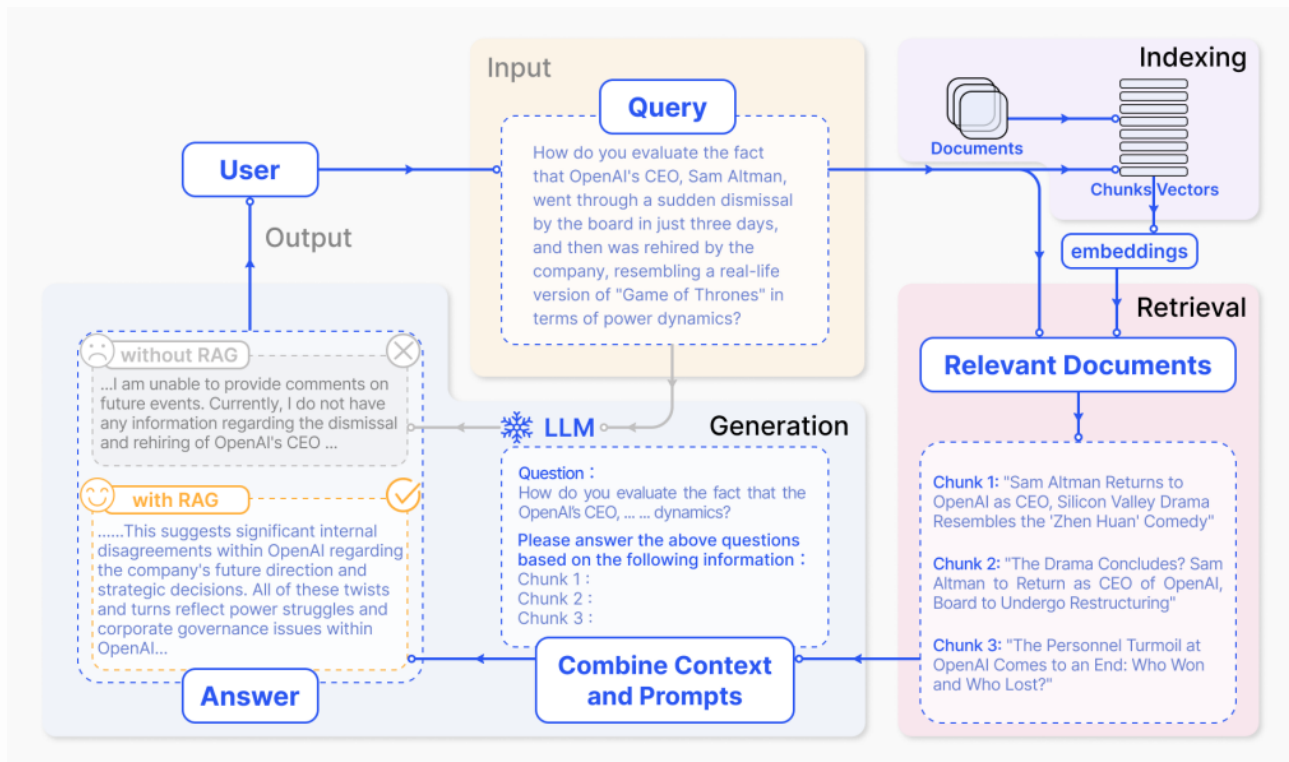 Input
Query
How do you evaluate the fact
that OpenAI's CEO, Sam Altman,
went through a sudden dismissal
by the board in just three days,
and then was rehired by the
company, resembling a real-life
version of "Game of Thrones" in
terms of power dynamics?
Indexing
Documents
Chunks Vectors
embeddings
User
Output
Retrieval
Relevant Documents
Chunk 1: "Sam Altman Returns to
OpenAI as CEO, Silicon Valley Drama
Resembles the 'Zhen Huan' Comedy"
Chunk 2: "The Drama Concludes? Sam
Altman to Return as CEO of OpenAI,
Board to Undergo Restructuring"
Chunk 3: "The Personnel Turmoil at
OpenAI Comes to an End: Who Won
and Who Lost?"
Generation
LLM
Question :
How do you evaluate the fact that the
OpenAI's CEO, ... ... dynamics?
Please answer the above questions
based on the following information :
Chunk 1 :
Chunk 2 :
Chunk 3 :
Combine Context
and Prompts
without RAG
...I am unable to provide comments on
future events. Currently, I do not have
any information regarding the dismissal
and rehiring of OpenAI's CEO ...
with RAG
......This suggests significant internal
disagreements within OpenAI regarding
the company's future direction and
strategic decisions. All of these twists
and turns reflect power struggles and
corporate governance issues within
OpenAI...
Answer